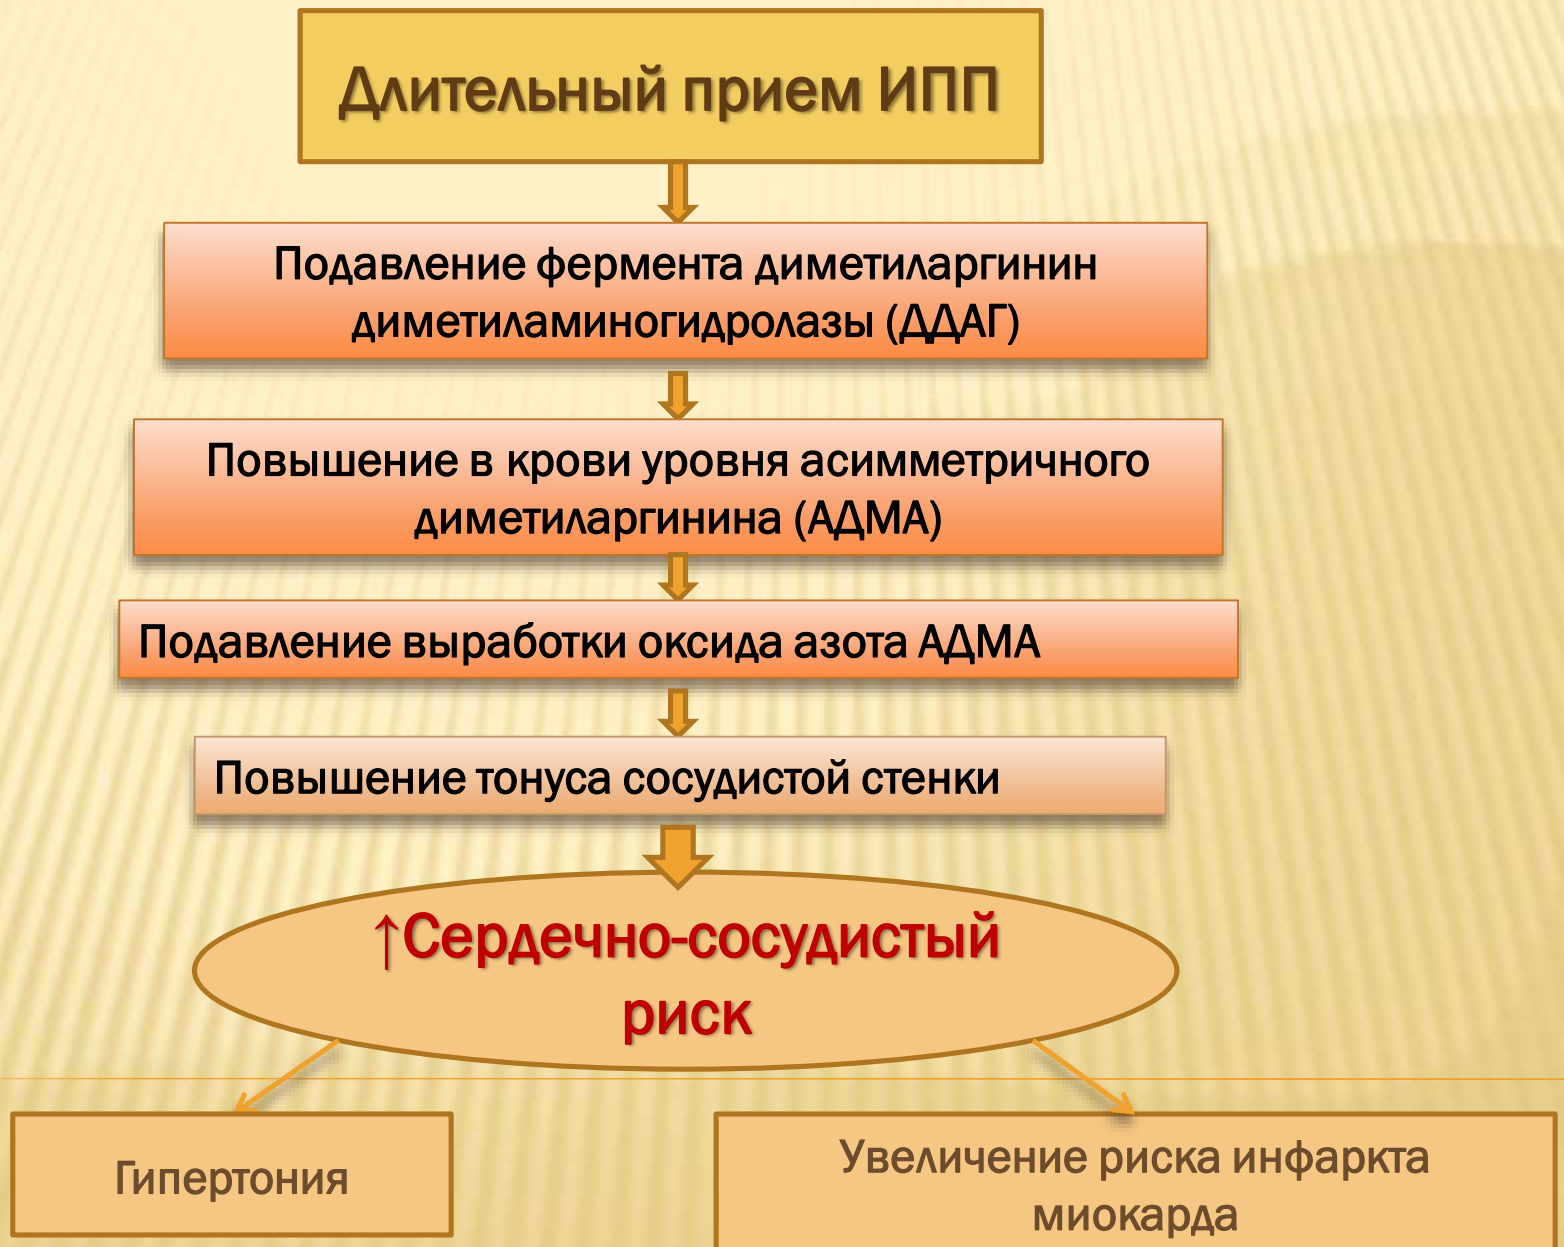 Длительный прием ИПП
Подавление фермента диметиларгинин
диметиламиногидролазы (ДДАГ)
Повышение в крови уровня асимметричного
диметиларгинина (АДМА)
Подавление выработки оксида азота АДМА
Повышение тонуса сосудистой стенки
↑Сердечно-сосудистый
риск
Гипертония
Увеличение риска инфаркта
миокарда